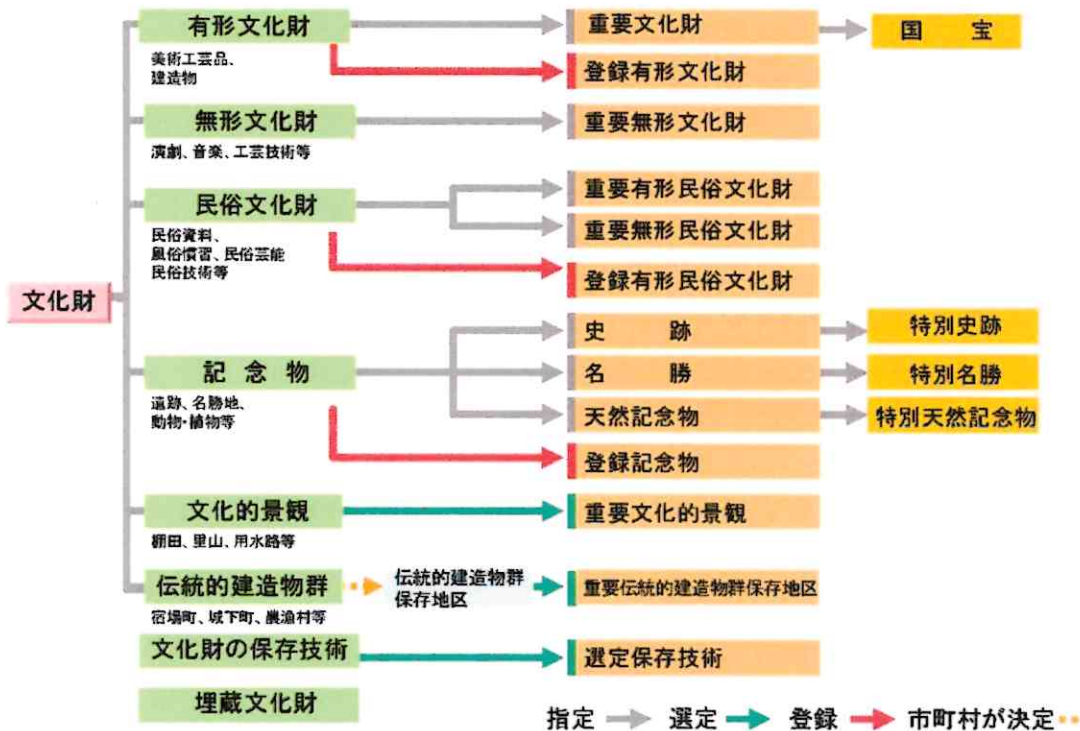 有形文化財
重要文化財
国宝
美術工芸品、
建造物
登録有形文化財
無形文化財
重要無形文化財
演劇、音楽、工芸技術等
民俗文化財
重要有形民俗文化財
重要無形民俗文化財
民俗資料、
風俗慣習、民俗芸能
民俗技術等
登録有形民俗文化財
文化財
記念物
史跡
特別史跡
名勝
特別名勝
天然記念物
特別天然記念物
遺跡、名勝地、
動物・植物等
登録記念物
文化的景観
重要文化的景観
棚田、里山、用水路等
伝統的建造物群
伝統的建造物群
保存地区
重要伝統的建造物群保存地区
宿場町、城下町、農漁村等
文化財の保存技術
選定保存技術
埋蔵文化財
指定 選定 登録 市町村が決定